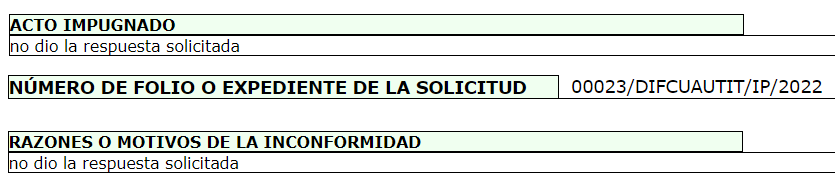 ACTO IMPUGNADO
no dio la respuesta solicitada
NÚMERO DE FOLIO O EXPEDIENTE DE LA SOLICITUD 00023/DIFCUAUTIT/IP/2022
RAZONES O MOTIVOS DE LA INCONFORMIDAD
no dio la respuesta solicitada